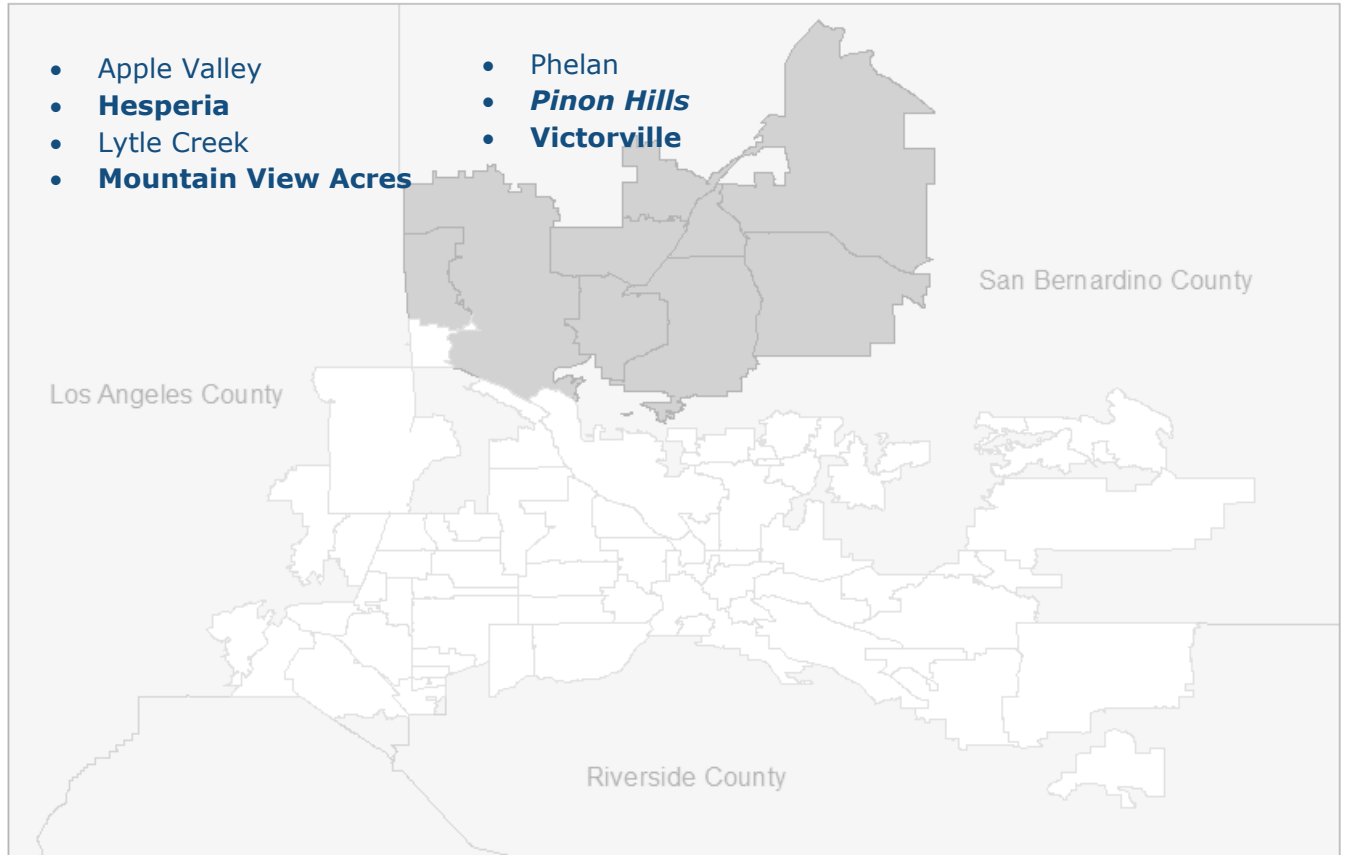 • Apple Valley
• Hesperia
• Lytle Creek
• Mountain View Acres
• Phelan
• Pinon Hills
• Victorville
San Bernardino County
Los Angeles County
Riverside County